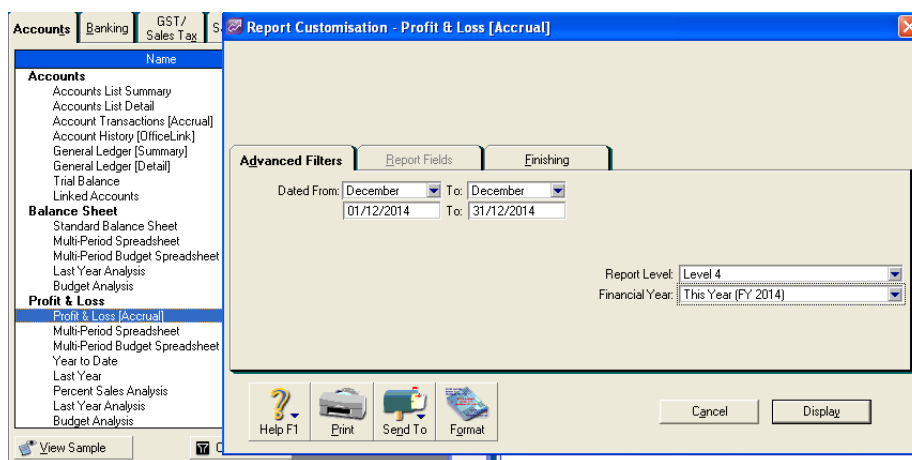 Accounts
Banking
GST/
Sales Tax
S
Name
Accounts
Accounts List Summary
Accounts List Detail
Account Transactions [Accrual]
Account History [OfficeLink]
General Ledger [Summary]
General Ledger [Detail]
Trial Balance
Linked Accounts
Balance Sheet
Standard Balance Sheet
Multi-Period Spreadsheet
Multi-Period Budget Spreadsheet
Last Year Analysis
Budget Analysis
Profit & Loss
Profit & Loss [Accrual]
Multi-Period Spreadsheet
Multi-Period Budget Spreadsheet
Year to Date
Last Year
Percent Sales Analysis
Last Year Analysis
Budget Analysis
View Sample
Report Customisation - Profit & Loss [Accrual]
Advanced Filters
Report Fields
Finishing
Dated From: December To: December
01/12/2014 To: 31/12/2014
Report Level: Level 4
Financial Year: This Year (FY 2014)
Help F1
Print
Send To
Format
Cancel
Display